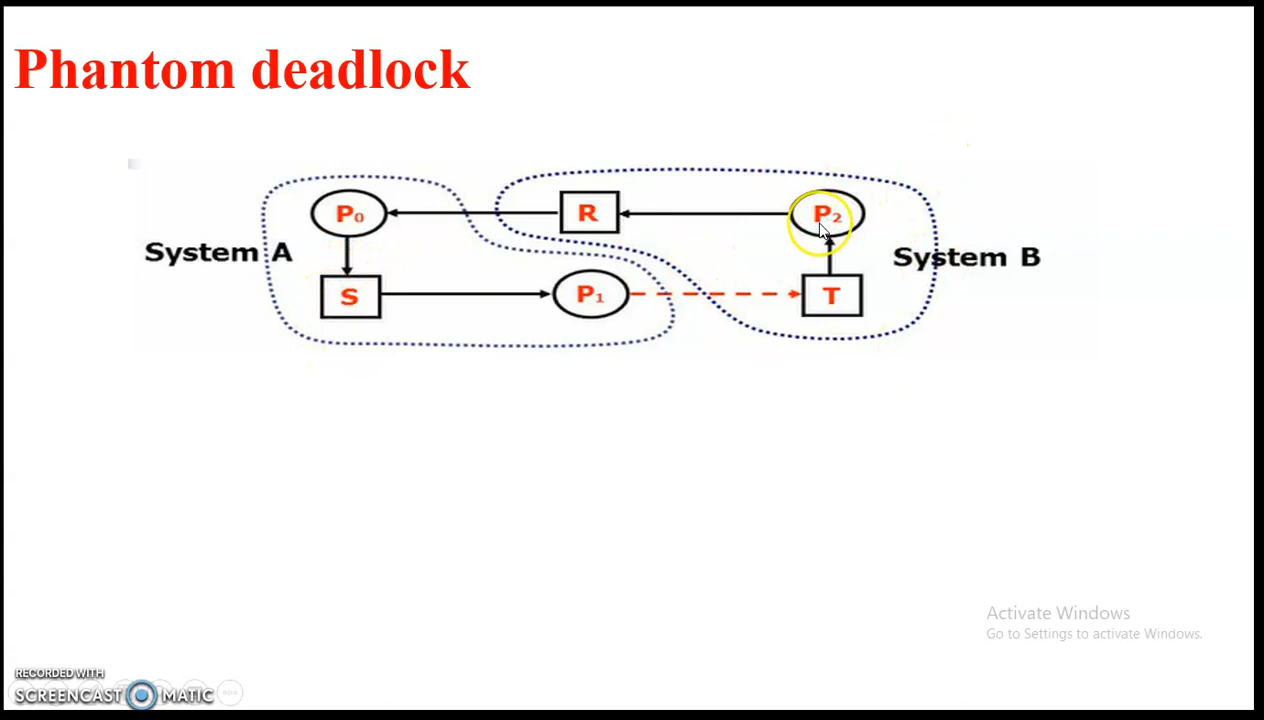 Phantom deadlock
P0
R
P2
System A
System B
S
P1
T
Activate Windows
Go to Settings to activate Windows.
RECORDED WITH
SCREENCAST MATIC